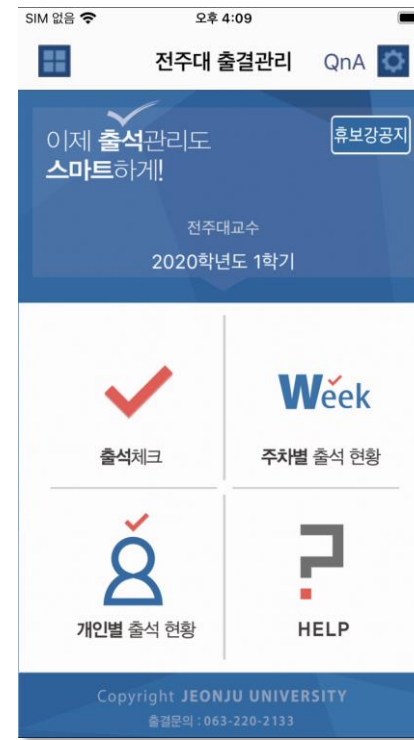 SIM 없음 오후 4:09
전주대 출결관리 QnA
이제 출석관리도
스마트하게!
휴보강공지
전주대교수
2020학년도 1학기
출석체크
Week
주차별 출석 현황
개인별 출석 현황
?
HELP
Copyright JEONJU UNIVERSITY
출결문의 : 063-220-2133